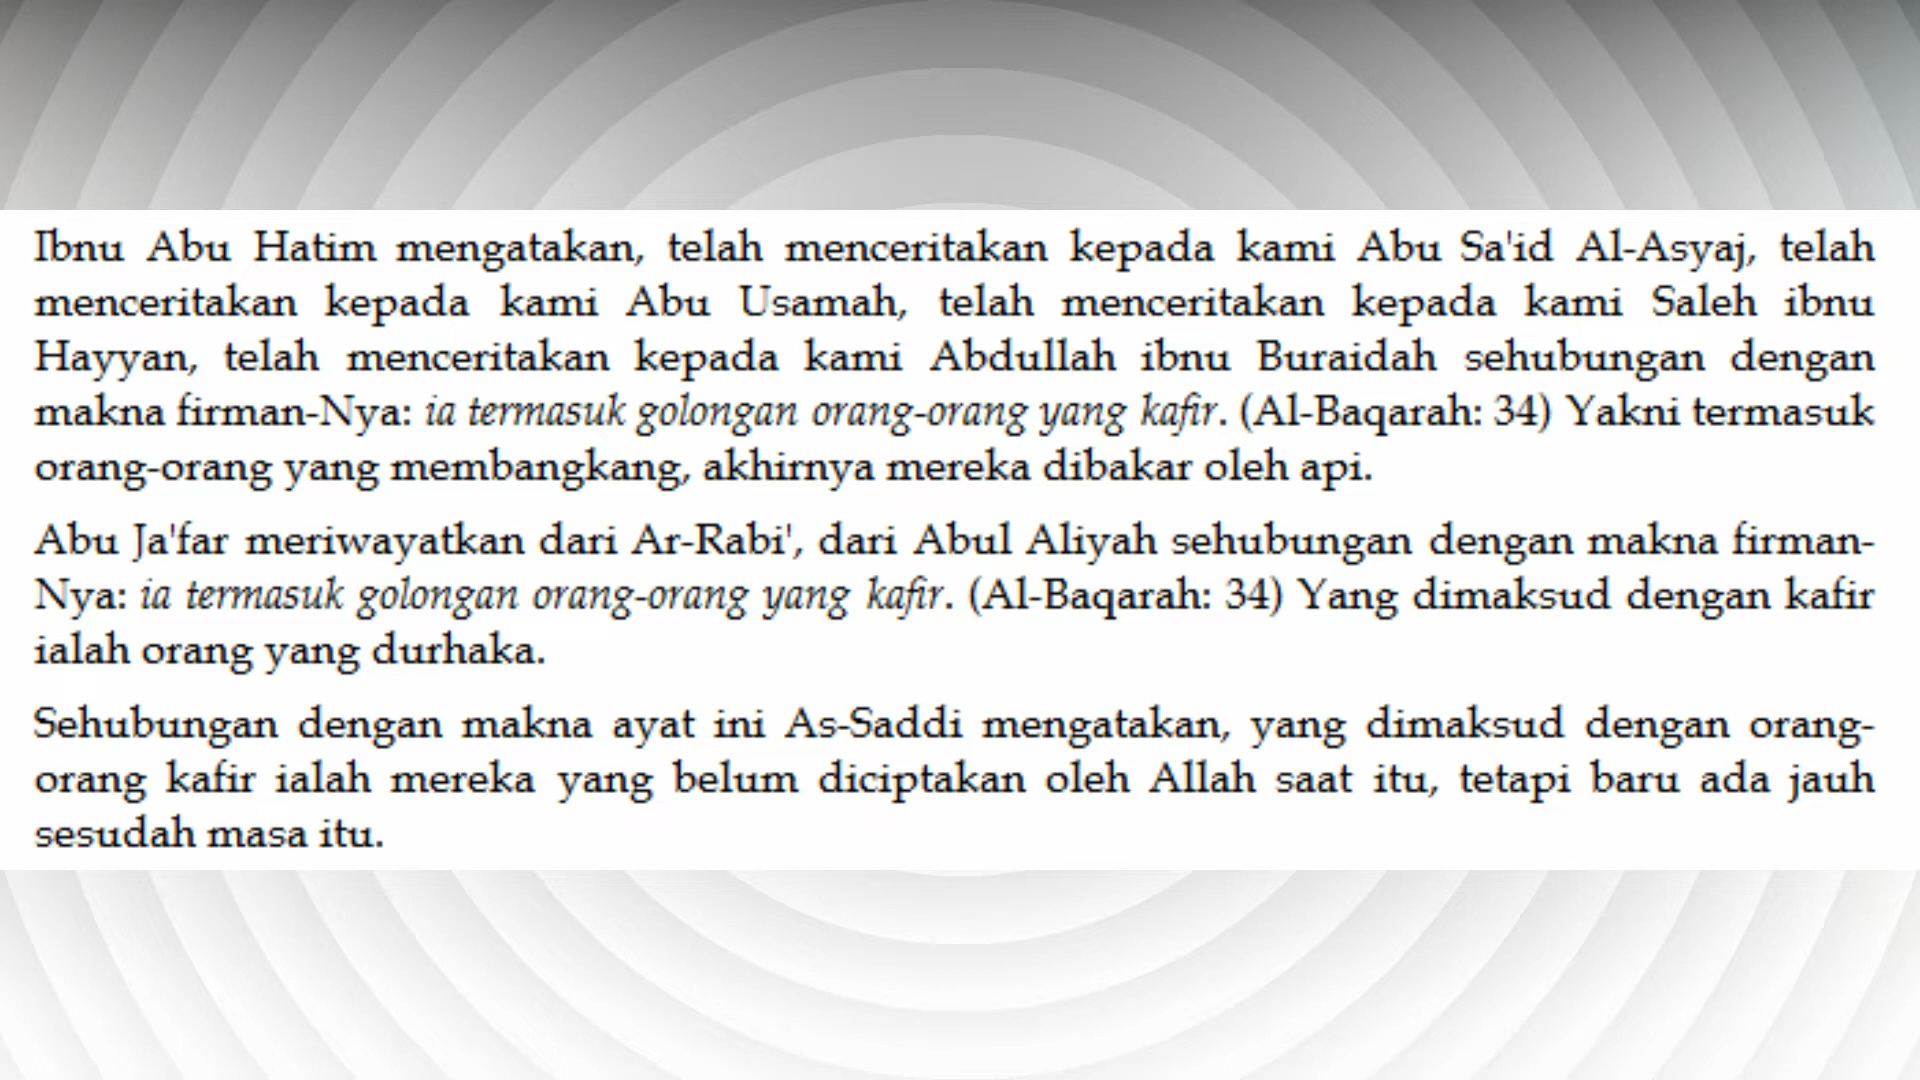 Ibnu Abu Hatim mengatakan, telah menceritakan kepada kami Abu Sa'id Al-Asyaj, telah
menceritakan kepada kami Abu Usamah, telah menceritakan kepada kami Saleh ibnu
Hayyan, telah menceritakan kepada kami Abdullah ibnu Buraidah sehubungan dengan
makna firman-Nya: ia termasuk golongan orang-orang yang kafir. (Al-Baqarah: 34) Yakni termasuk
orang-orang yang membangkang, akhirnya mereka dibakar oleh api.
Abu Ja'far meriwayatkan dari Ar-Rabi', dari Abul Aliyah sehubungan dengan makna firman-
Nya: ia termasuk golongan orang-orang yang kafir. (Al-Baqarah: 34) Yang dimaksud dengan kafir
ialah orang yang durhaka.
Sehubungan dengan makna ayat ini As-Saddi mengatakan, yang dimaksud dengan orang-
orang kafir ialah mereka yang belum diciptakan oleh Allah saat itu, tetapi baru ada jauh
sesudah masa itu.